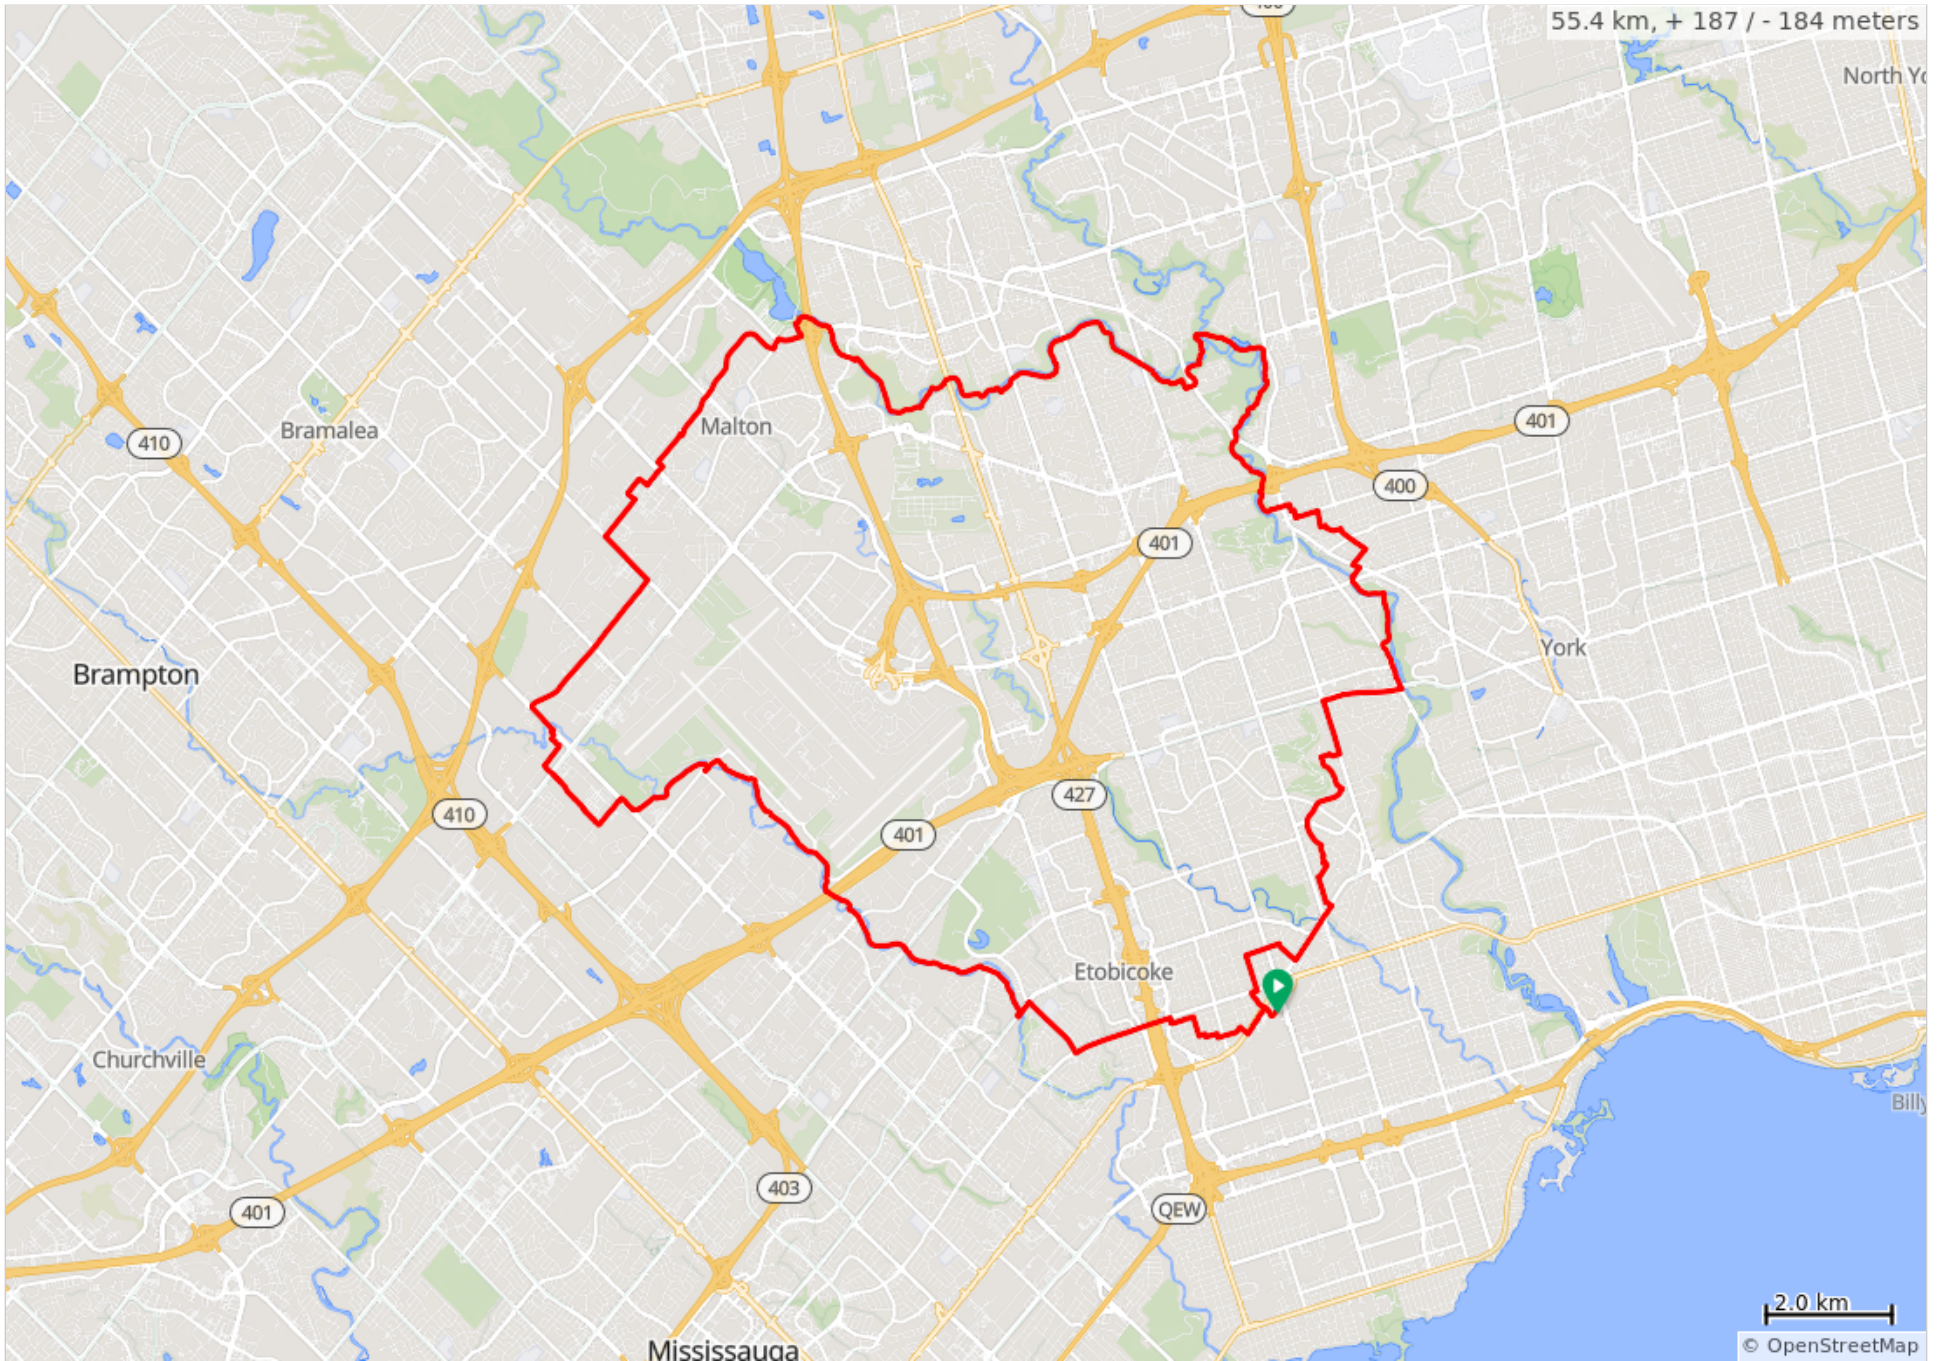 55.4 km, + 187 / - 184 meters
North Yo
410
Bramalea
Malton
401
400
401
York
Brampton
427
410
401
Etobicoke
Churchville
Billy
403
401
QEW
2.0 km
© OpenStreetMap
Mississauga